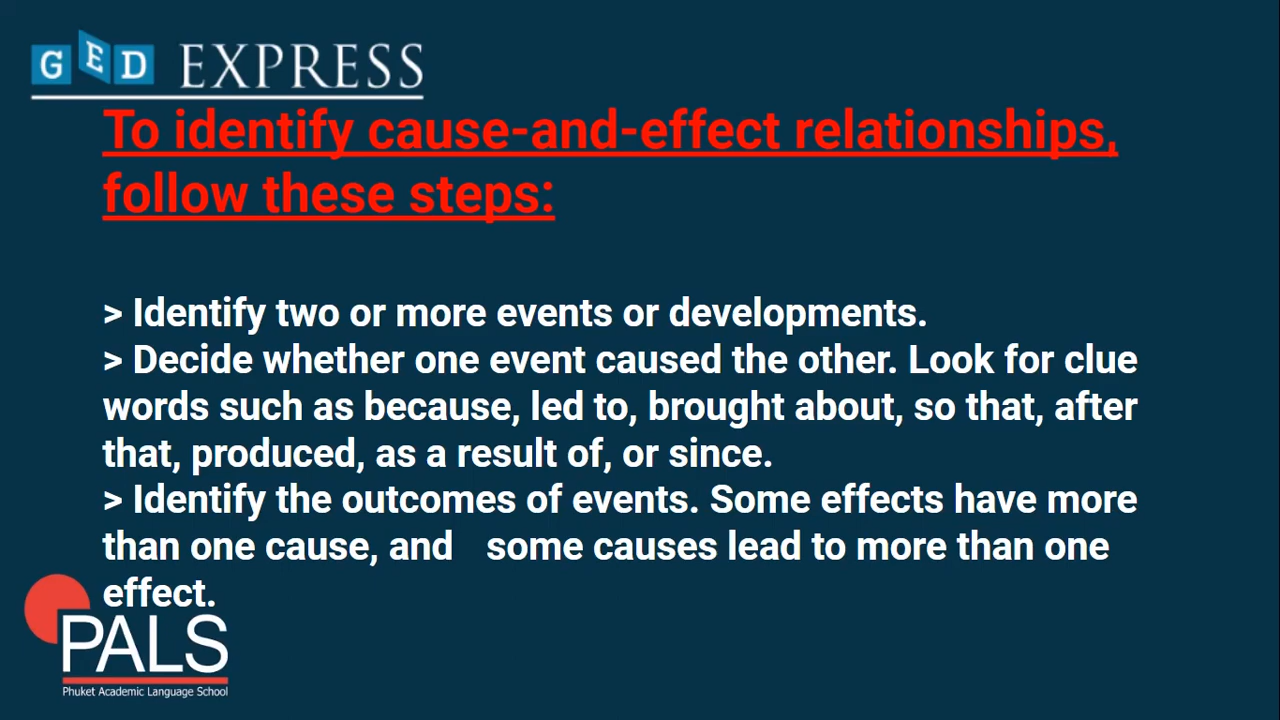 GED EXPRESS
To identify cause-and-effect relationships,
follow these steps:
> Identify two or more events or developments.
> Decide whether one event caused the other. Look for clue
words such as because, led to, brought about, so that, after
that, produced, as a result of, or since.
> Identify the outcomes of events. Some effects have more
than one cause, and some causes lead to more than one
effect.
PALS
Phuket Academic Language School